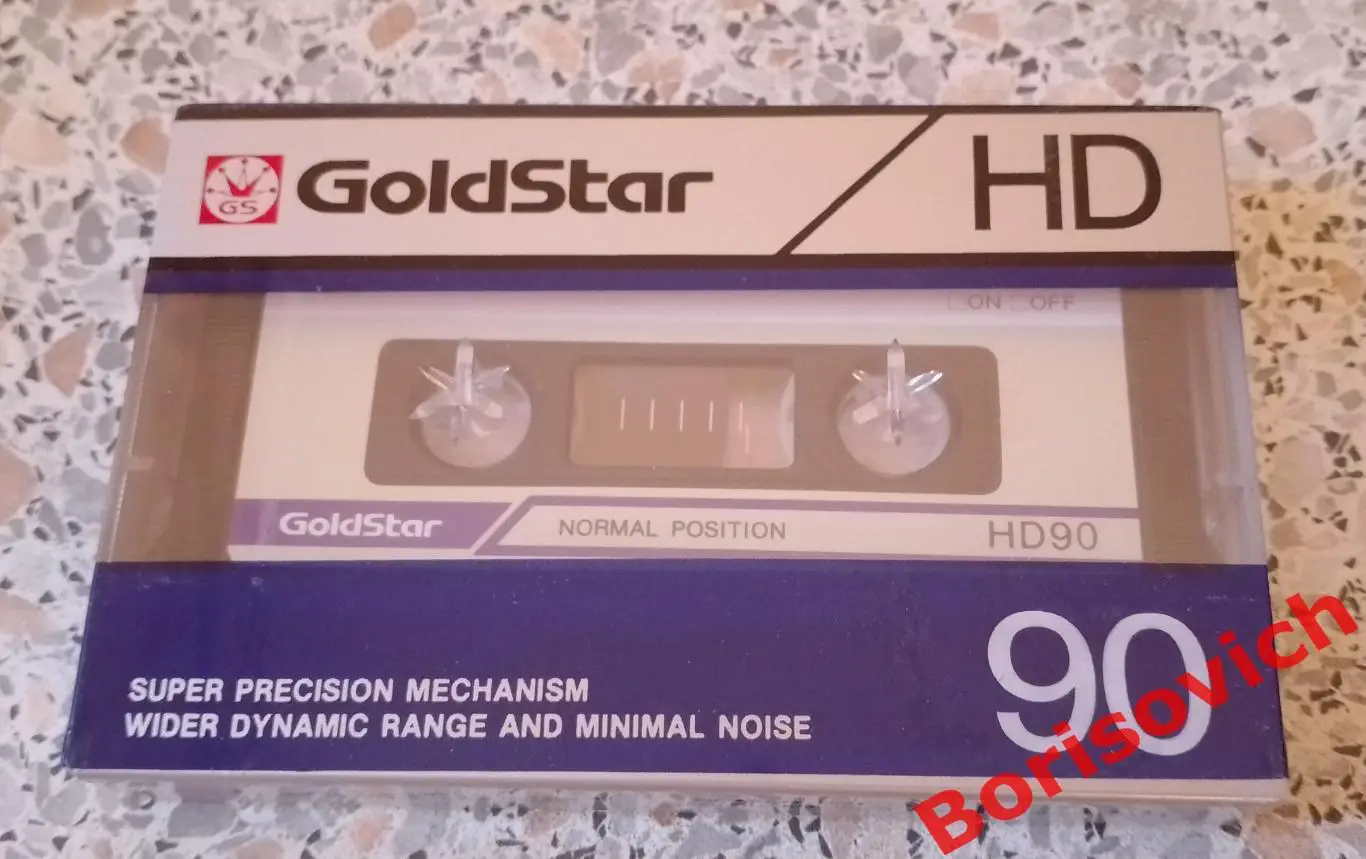 GS GoldStar HD
ON OFF
GoldStar NORMAL POSITION HD90
90
SUPER PRECISION MECHANISM
WIDER DYNAMIC RANGE AND MINIMAL NOISE
Borisovich